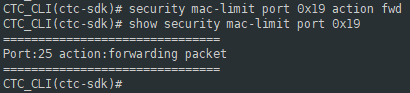 CTC_CLI(ctc-sdk)# security mac-limit port 0x19 action fwd
CTC_CLI(ctc-sdk)# show security mac-limit port 0x19
===============================
Port:25 action:forwarding packet
===============================
CTC_CLI(ctc-sdk)#